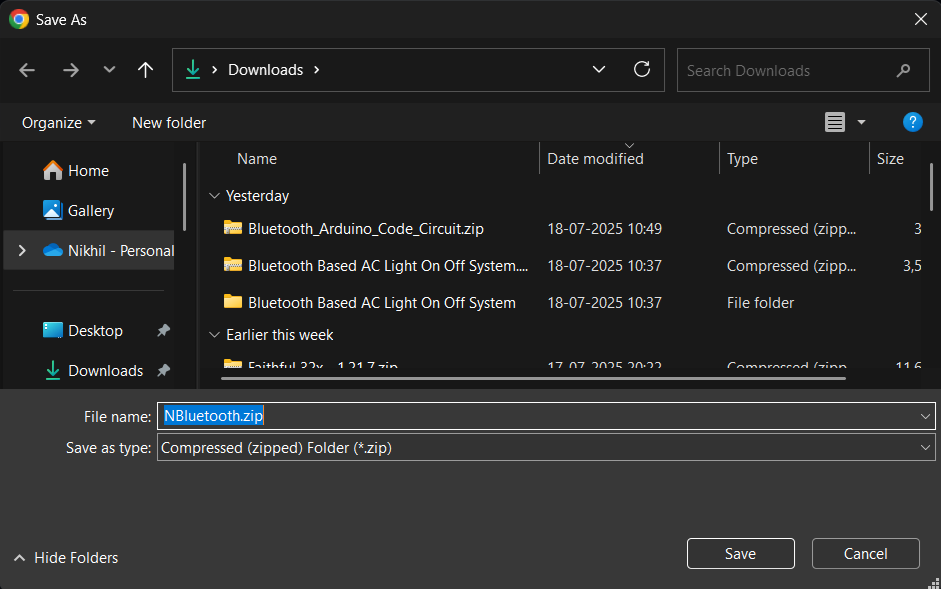 Save As
Downloads
Search Downloads
Organize
New folder
?
Home
Gallery
Nikhil - Personal
Desktop
Downloads
Name Date modified Type Size
Yesterday
Bluetooth_Arduino_Code_Circuit.zip 18-07-2025 10:49 Compressed (zipp... 3
Bluetooth Based AC Light On Off System.... 18-07-2025 10:37 Compressed (zipp... 3,5
Bluetooth Based AC Light On Off System 18-07-2025 10:37 File folder
Earlier this week
Faithful 32x - 1.21.7.zip 17-07-2025 20:22 Compressed (zipp... 11,6
File name: NBluetooth.zip
Save as type: Compressed (zipped) Folder (*.zip)
Hide Folders
Save
Cancel